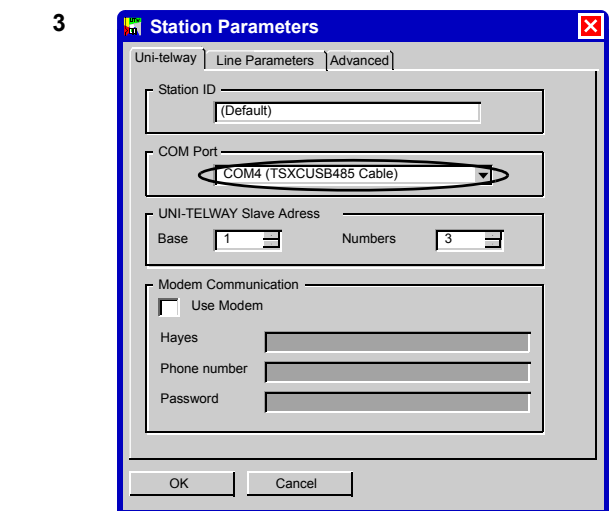 3
Station Parameters
Uni-telway Line Parameters Advanced
Station ID
(Default)
COM Port
COM4 (TSXCUSB485 Cable)
UNI-TELWAY Slave Adress
Base 1 Numbers 3
Modem Communication
Use Modem
Hayes
Phone number
Password
OK Cancel